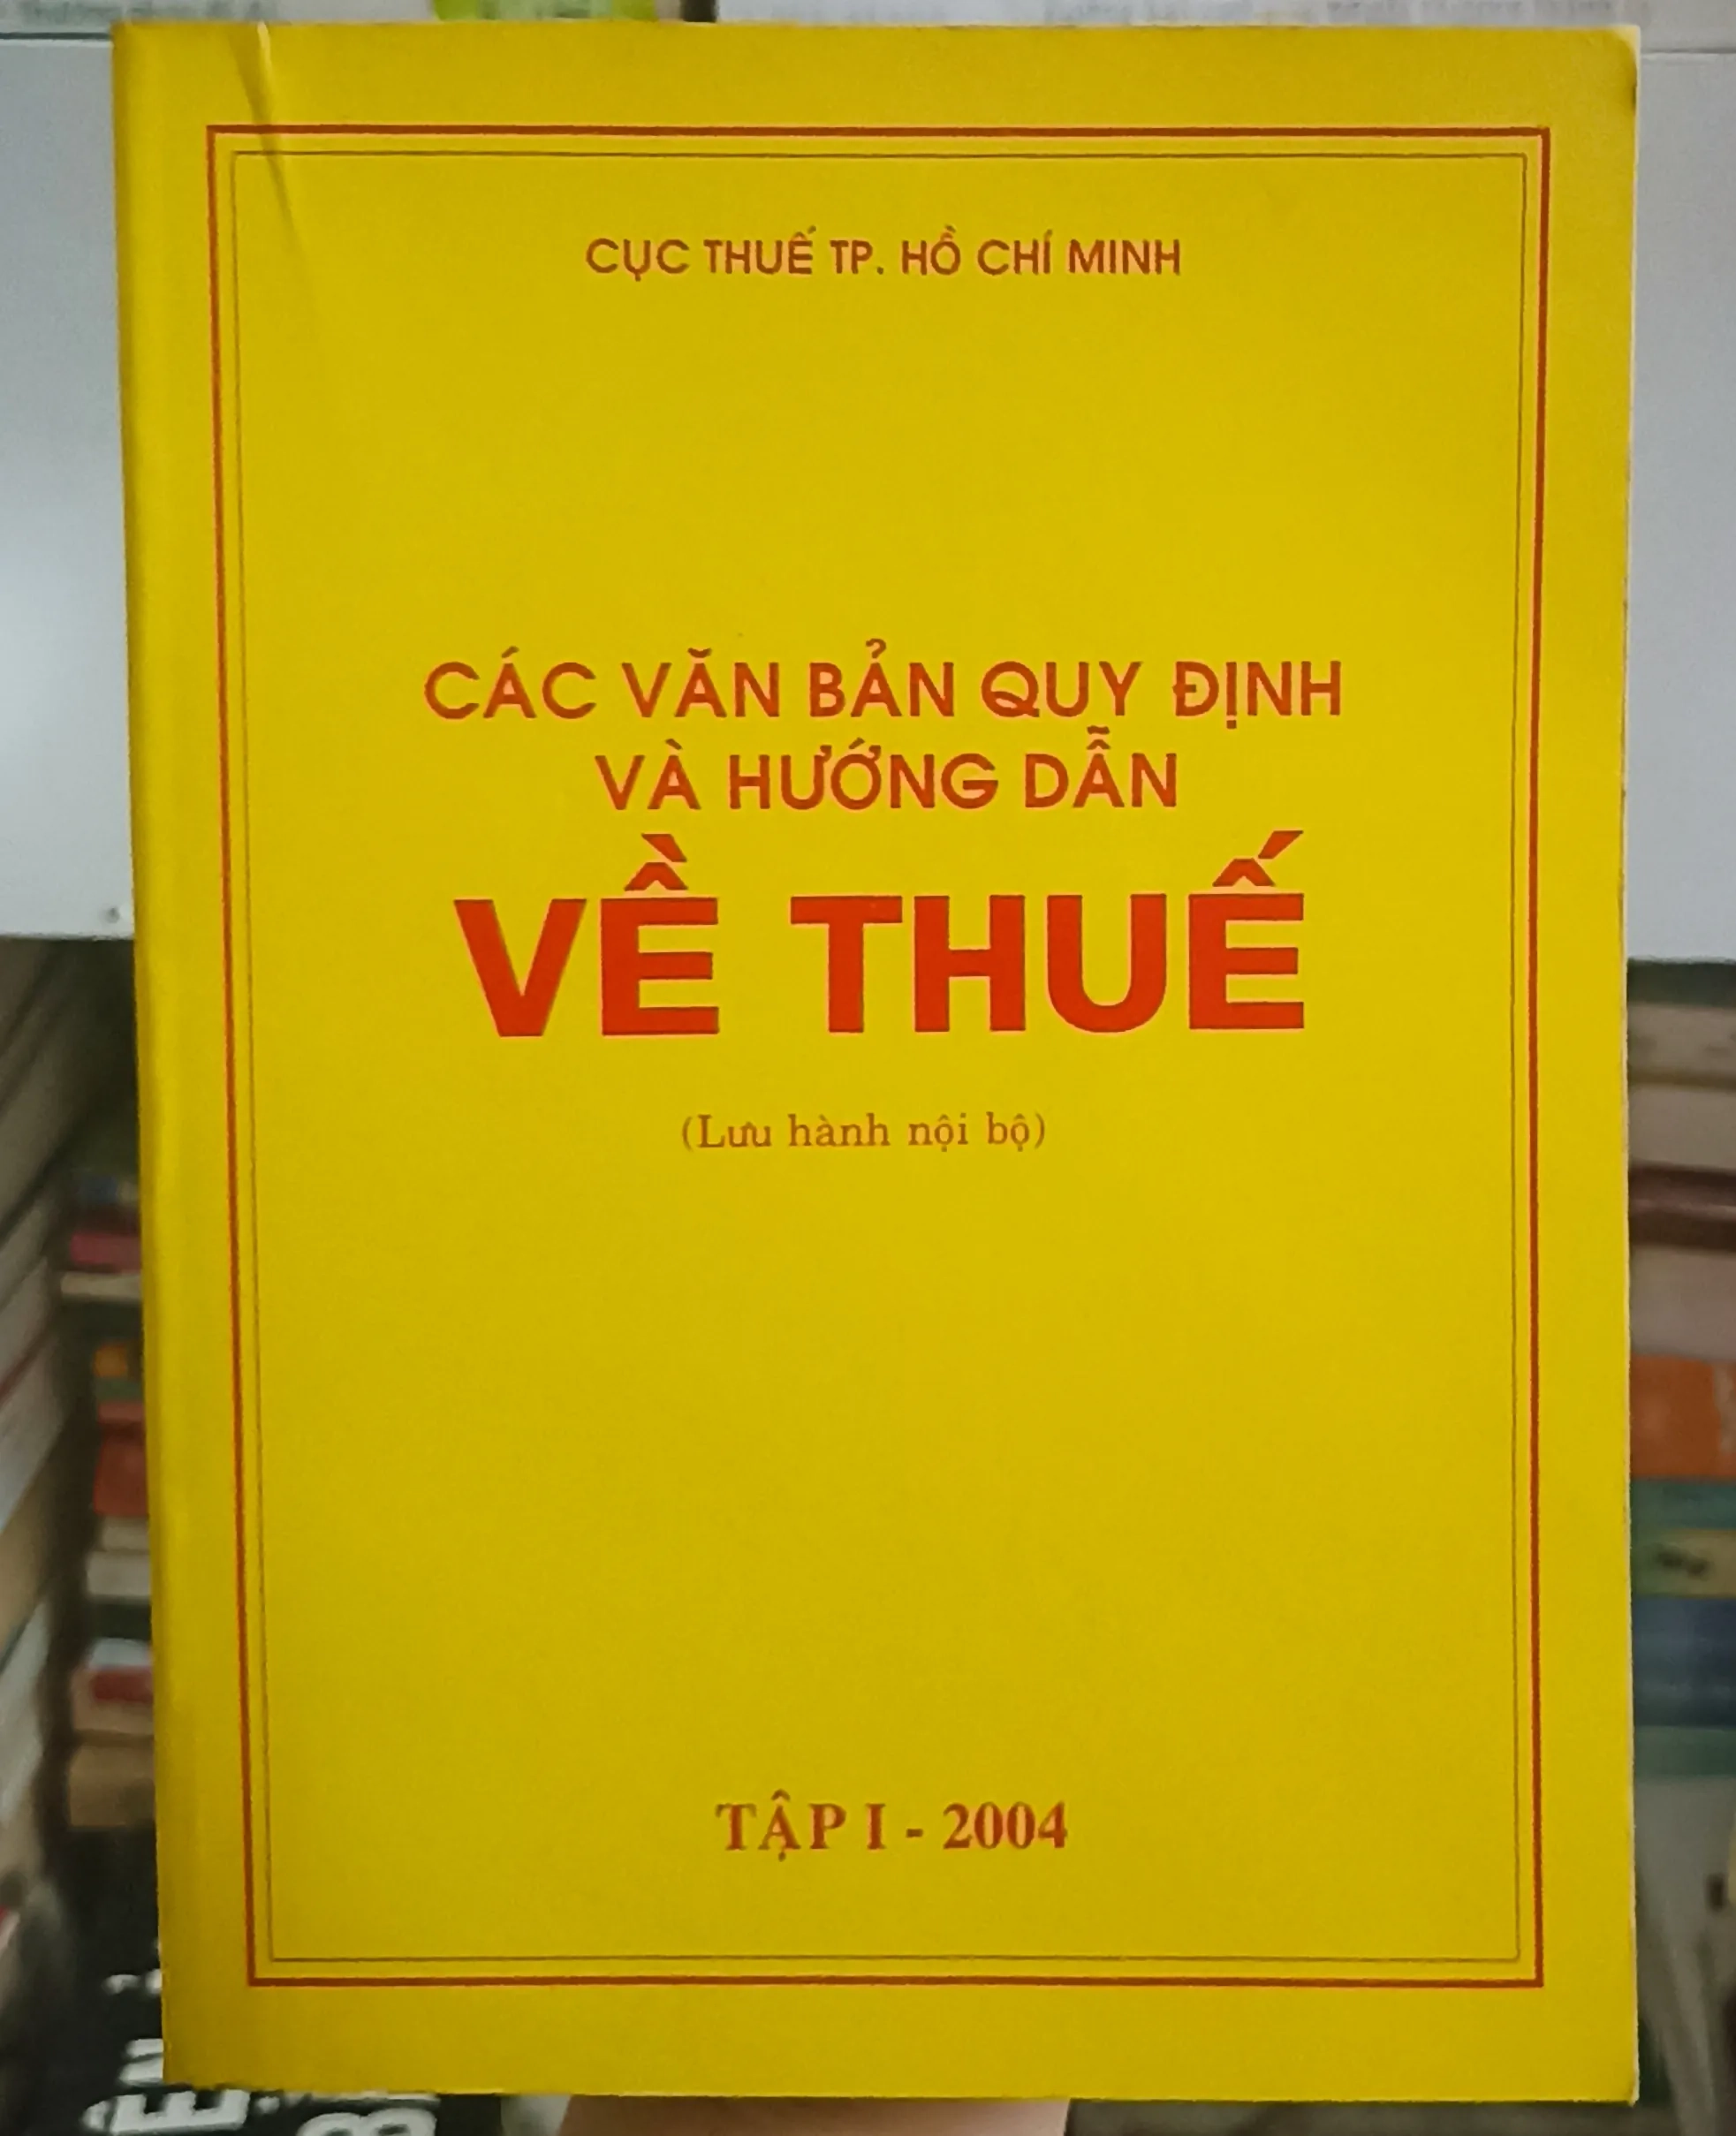 CỤC THUẾ TP. HỒ CHÍ MINH
CÁC VĂN BẢN QUY ĐỊNH
VÀ HƯỚNG DẪN
VỀ THUẾ
(Lưu hành nội bộ)
TẬP I - 2004